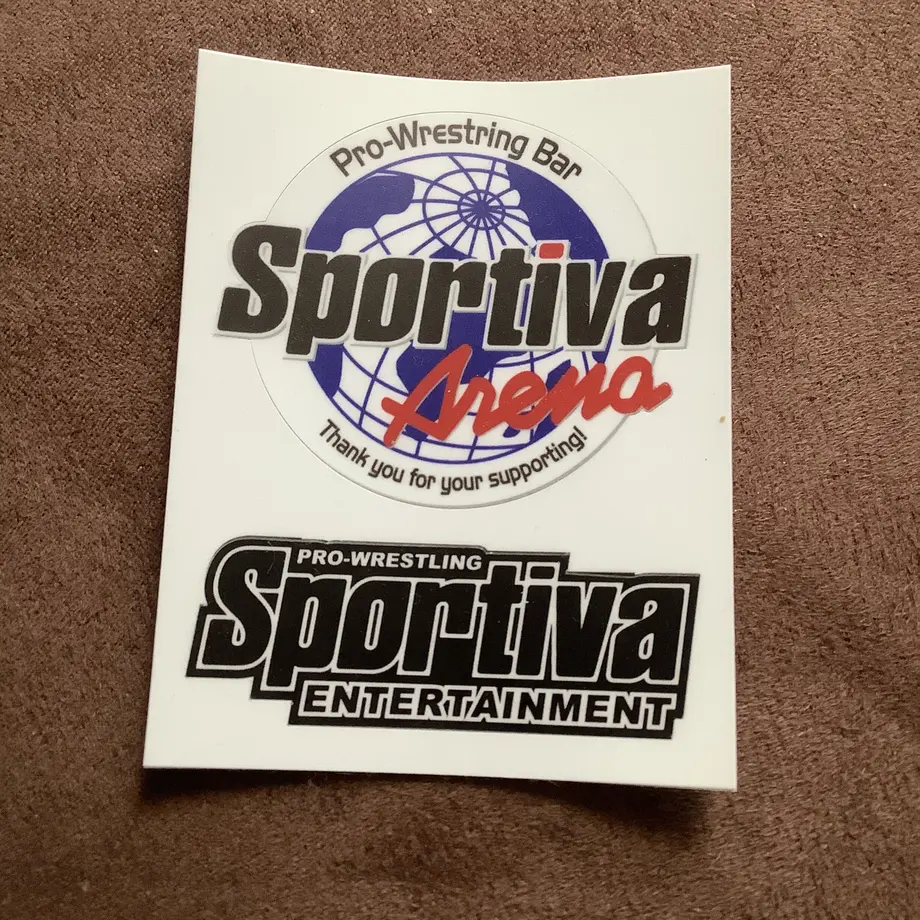 Pro-Wrestring Bar
Sportiva
Arena
Thank you for your supporting!
PRO-WRESTLING
Sportiva
ENTERTAINMENT